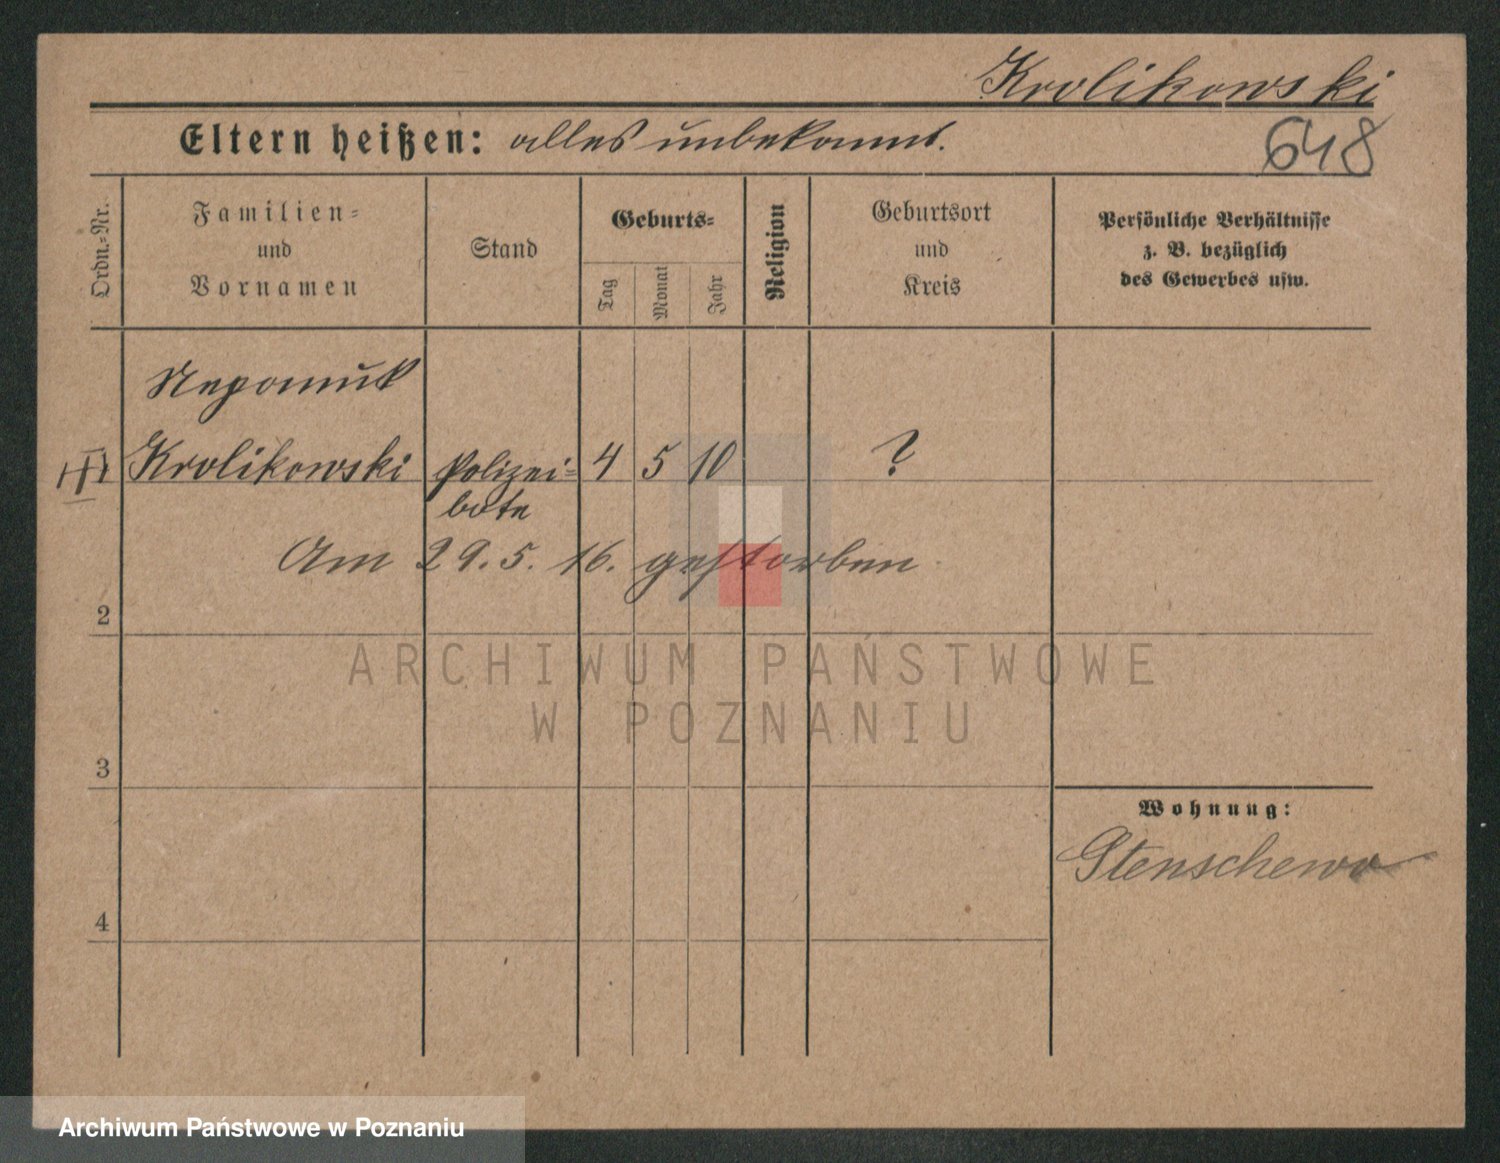 Krolikowski
Eltern heißen: alles unbekannt.
648
Ordn.-Nr.
Familien-
und
Vornamen
Stand
Geburts-
Tag
Monat
Jahr
Religion
Geburtsort
und
Kreis
Persönliche Verhältnisse
z. B. bezüglich
des Gewerbes usw.
Nepomuk
Krolikowski Polizei- 4 5 10 ?
bote
Am 29.5.16. gestorben
2
ARCHIWUM PAŃSTWOWE
W POZNANIU
3
Wohnung:
Stenschewo
4
Archiwum Państwowe w Poznaniu